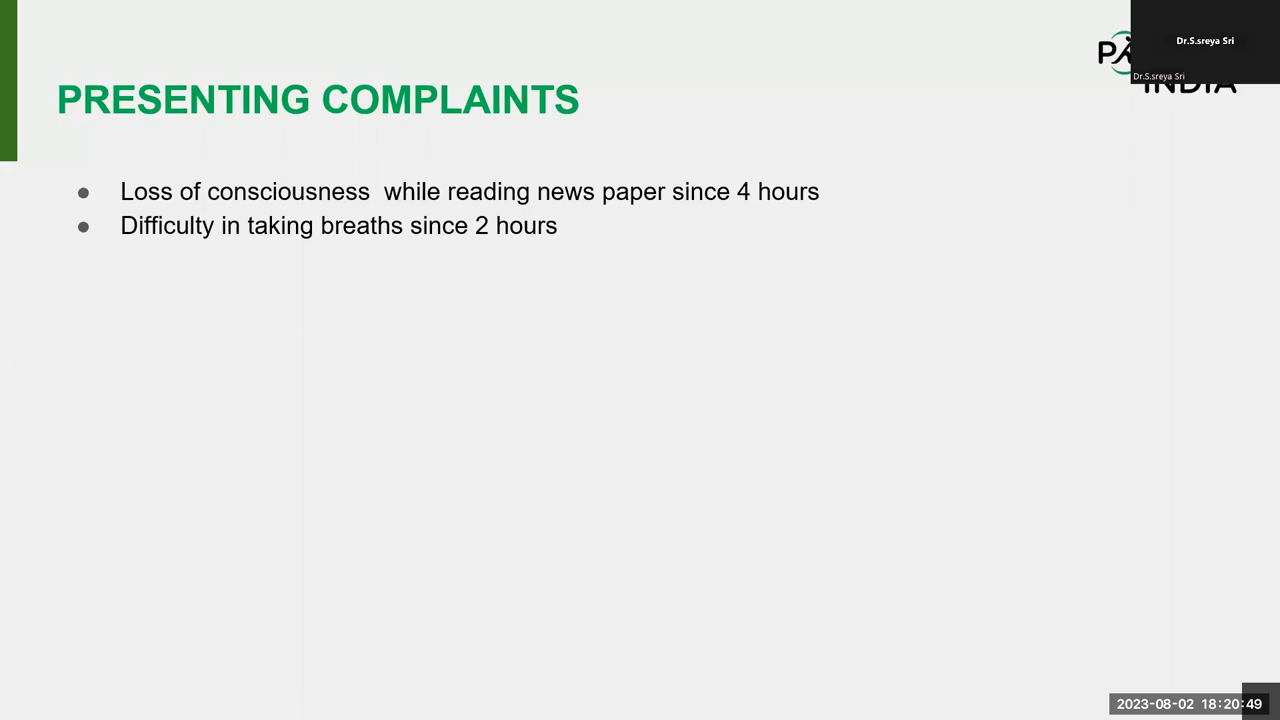 Dr.S.sreya Sri
Dr.S.sreya Sri
INDIA
PRESENTING COMPLAINTS
● Loss of consciousness  while reading news paper since 4 hours
● Difficulty in taking breaths since 2 hours
2023-08-02 18:20:49